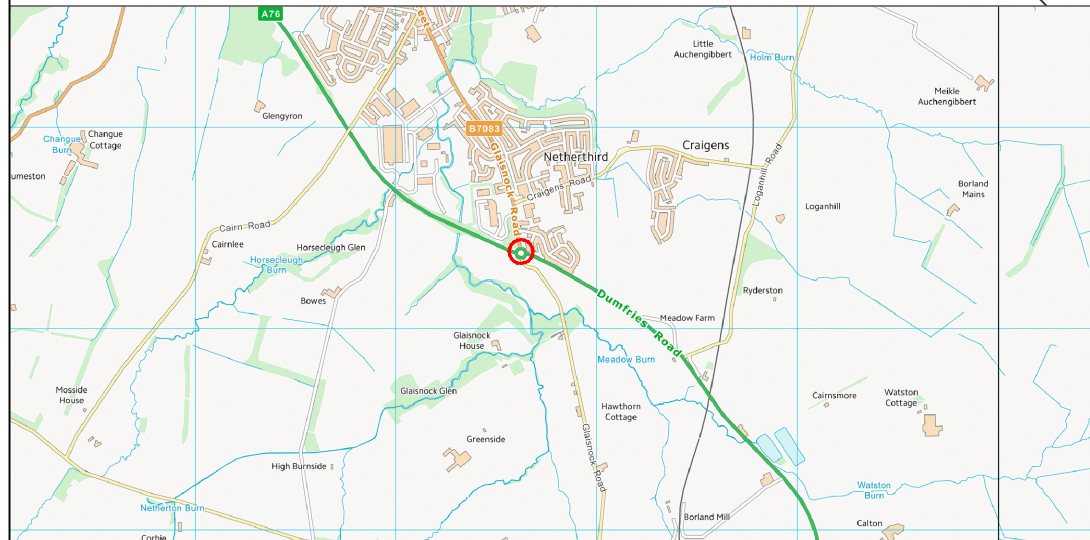 A76
eet
Little
Auchengibbert
Holm Burn
Meikle
Auchengibbert
Glengyron
B7083
Changue
Burn
Changue
Cottage
Netherthird
Craigens
umeston
Glaisnock Road
Craigens Road
Loganhill Road
Borland
Mains
Loganhill
Cairn Road
Cairnlee
Horsecleugh Glen
Horsecleugh
Burn
Bowes
Ryderston
Dumfries Road
Meadow Farm
Glaisnock
House
Meadow Burn
Mosside
House
Glaisnock Glen
Cairnsmore
Watston
Cottage
Hawthorn
Cottage
Greenside
Glaisnock Road
High Burnside
Watston
Burn
Netherton Burn
Borland Mill
Calton
Corbie